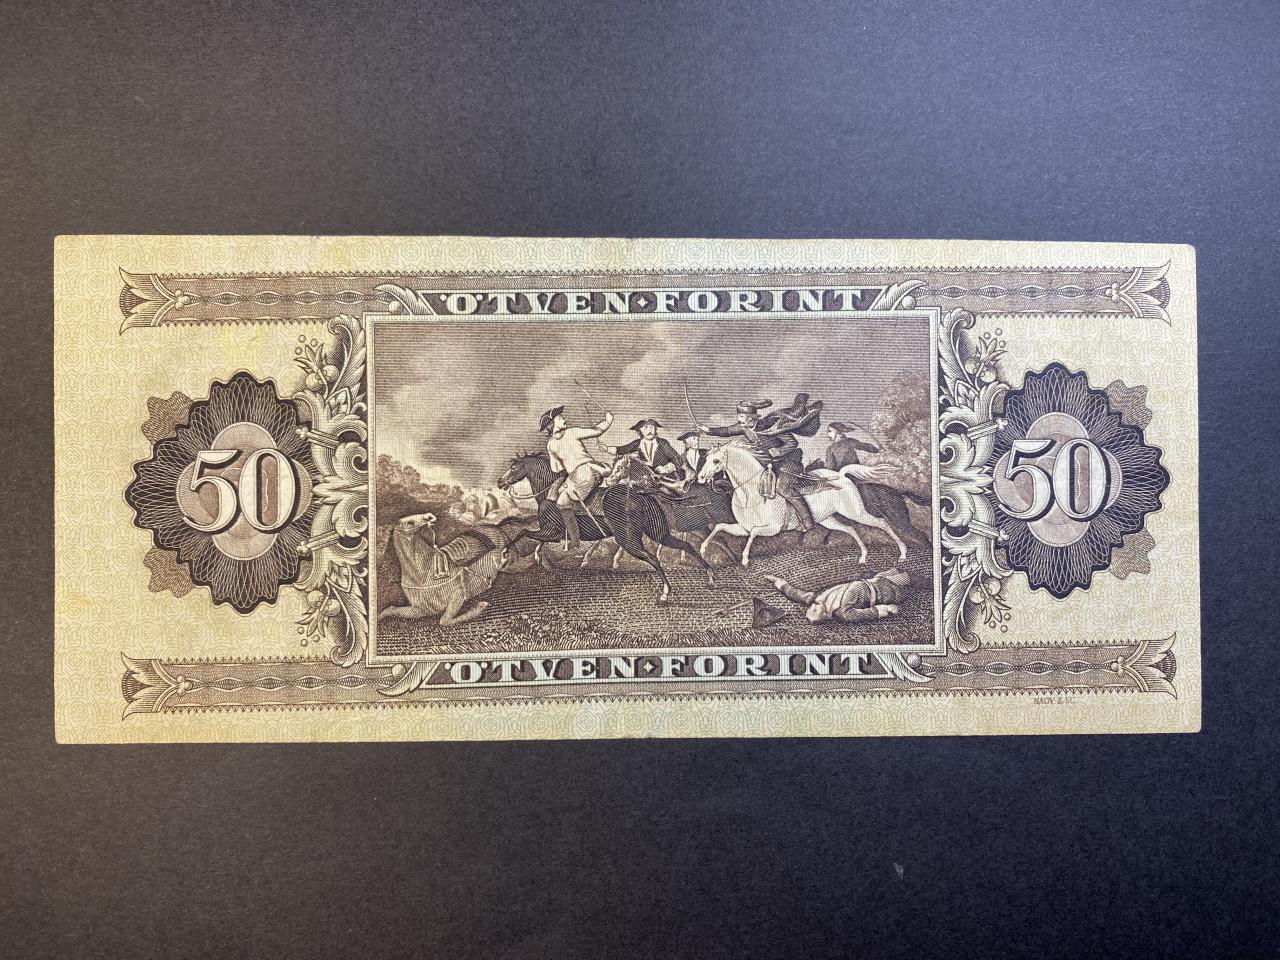 ÖTVEN FORINT
50
50
ÖTVEN FORINT
NAGY Z. SC.